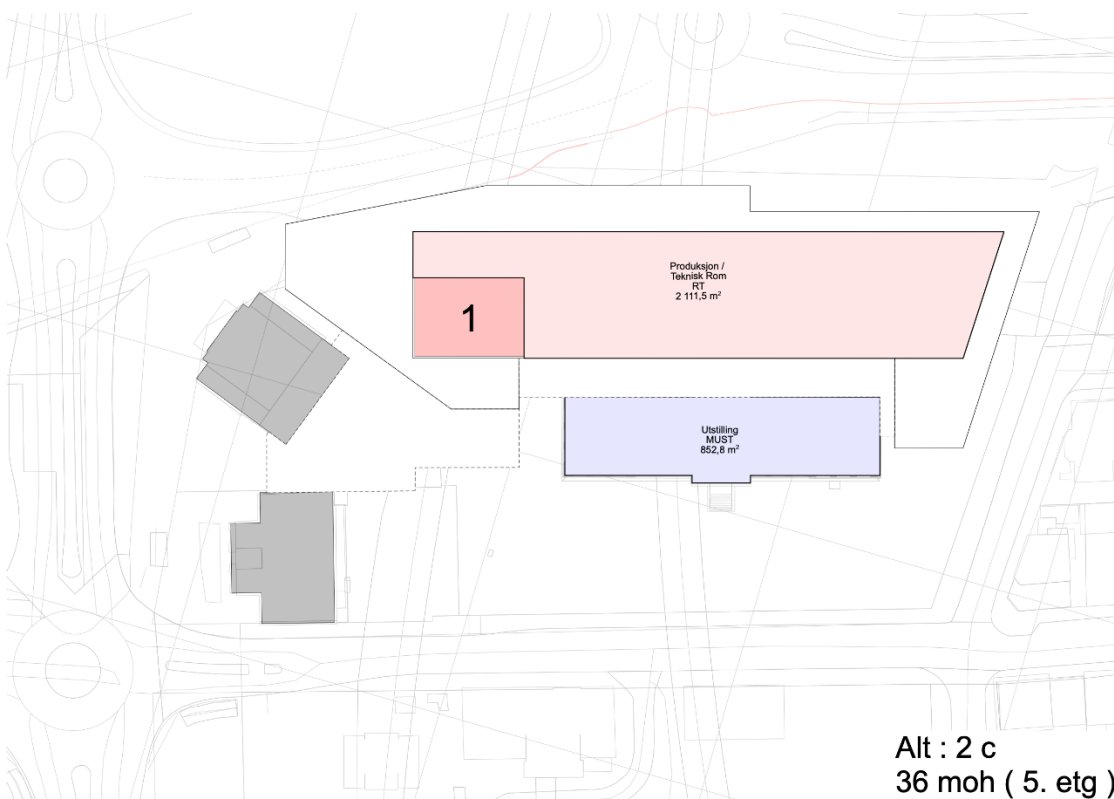 Produksjon /
Teknisk Rom
RT
2 111,5 m²
1
Utstilling
MUST
852,8 m²
Alt : 2 c
36 moh ( 5. etg )